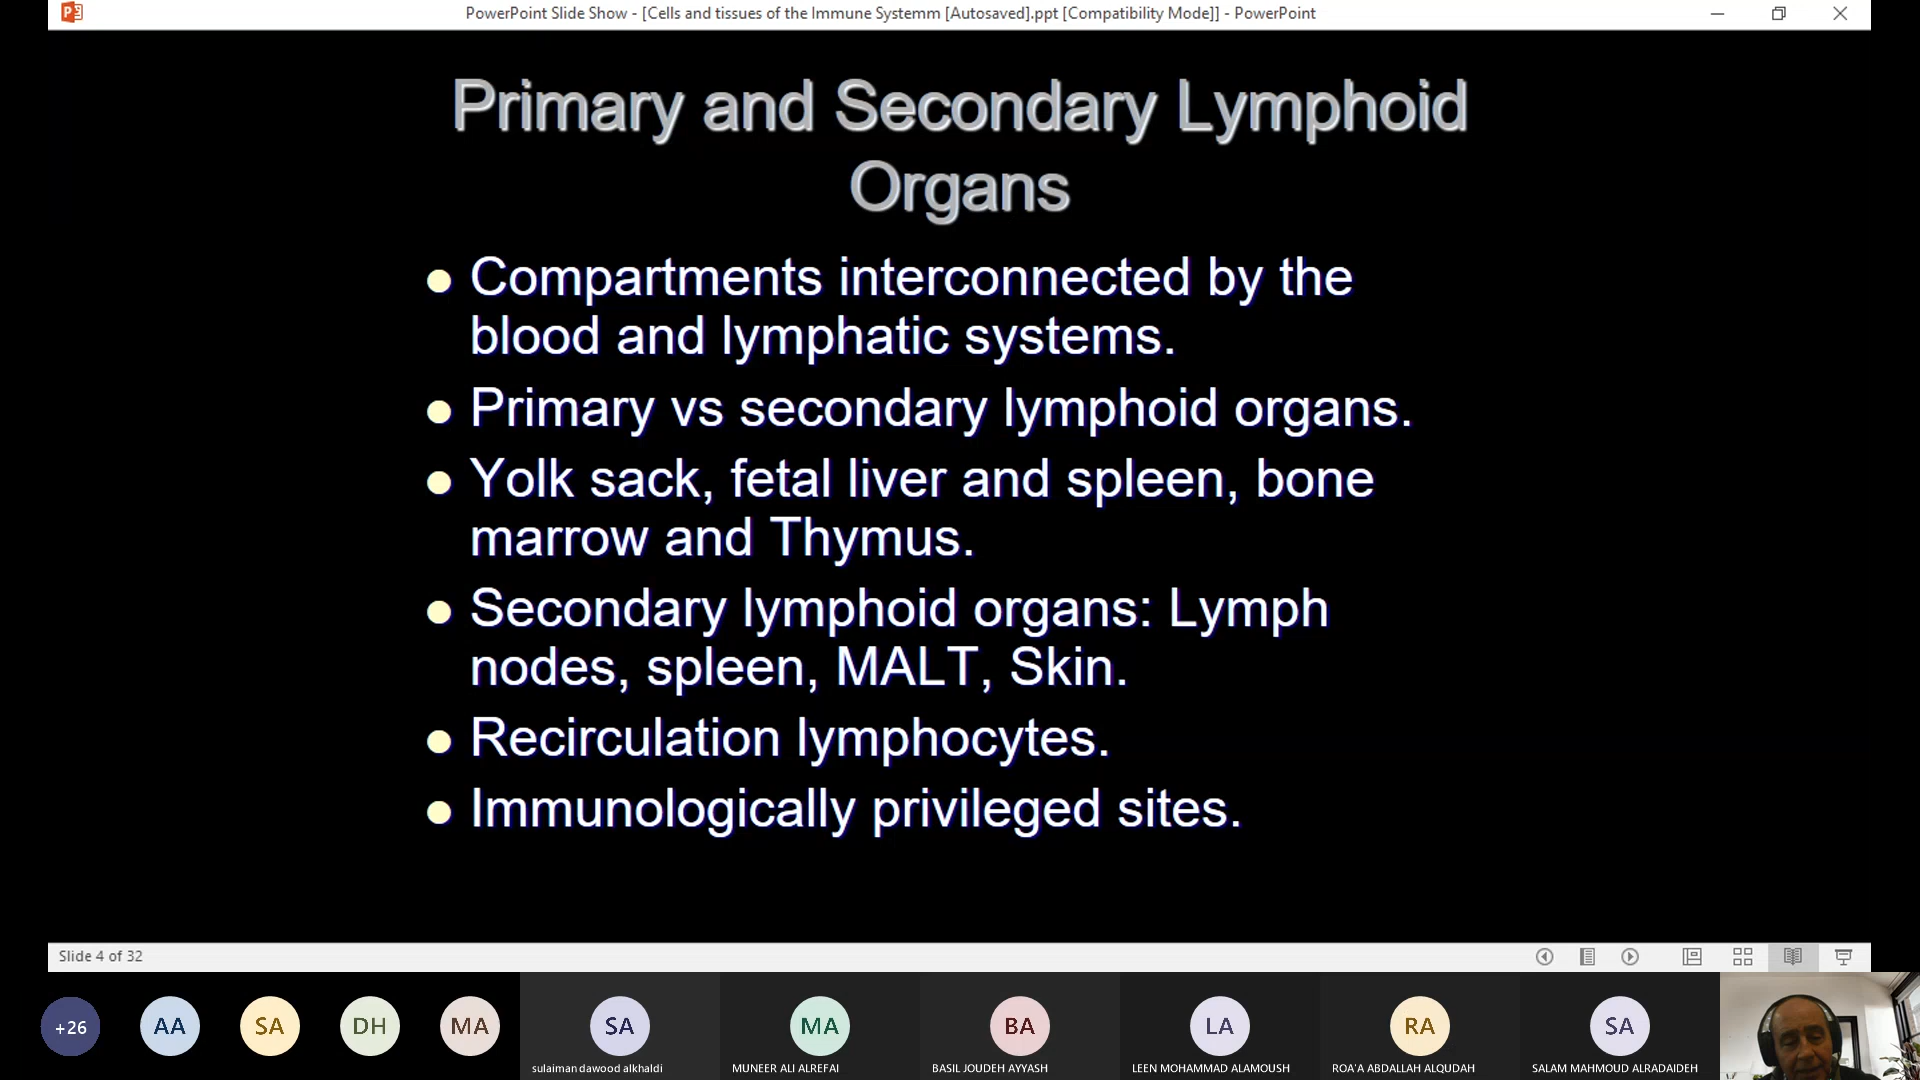 PowerPoint Slide Show - [Cells and tissues of the Immune Systemm [Autosaved].ppt [Compatibility Mode]] - PowerPoint
Primary and Secondary Lymphoid
Organs
Compartments interconnected by the
blood and lymphatic systems.
Primary vs secondary lymphoid organs.
Yolk sack, fetal liver and spleen, bone
marrow and Thymus.
Secondary lymphoid organs: Lymph
nodes, spleen, MALT, Skin.
Recirculation lymphocytes.
Immunologically privileged sites.
Slide 4 of 32
+26
AA
SA
DH
MA
SA
sulaiman dawood alkhaldi
MA
MUNEER ALI ALREFAI
BA
BASIL JOUDEH AYYASH
LA
LEEN MOHAMMAD ALAMOUSH
RA
ROA'A ABDALLAH ALQUDAH
SA
SALAM MAHMOUD ALRADAIDEH